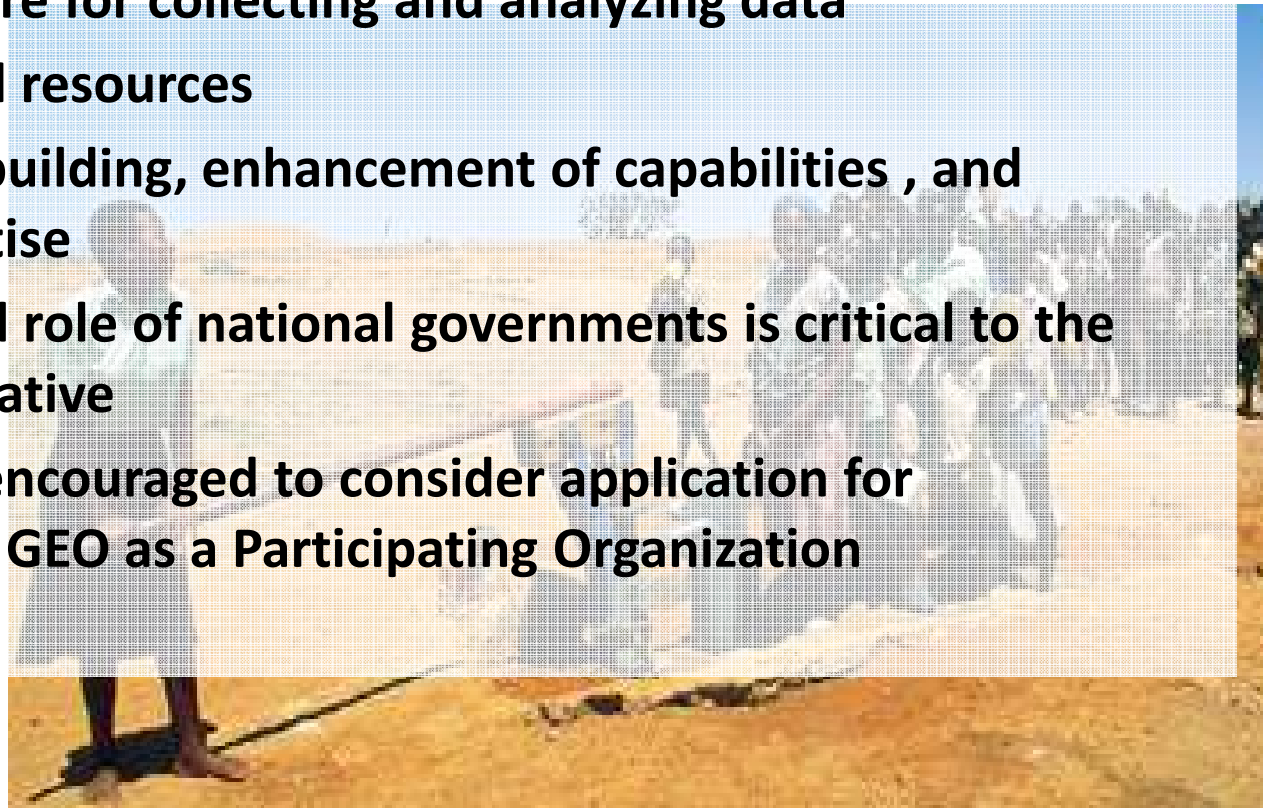 re for collecting and analyzing data
resources
building, enhancement of capabilities , and
tise
role of national governments is critical to the
ative
encouraged to consider application for
GEO as a Participating Organization